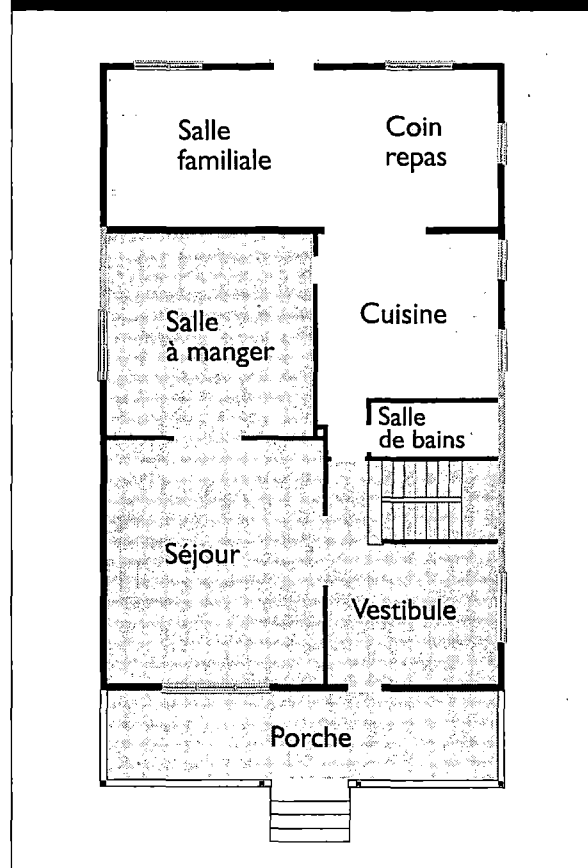 Salle
familiale
Coin
repas
Salle
à manger
Cuisine
Salle
de bains
Séjour
Vestibule
Porche